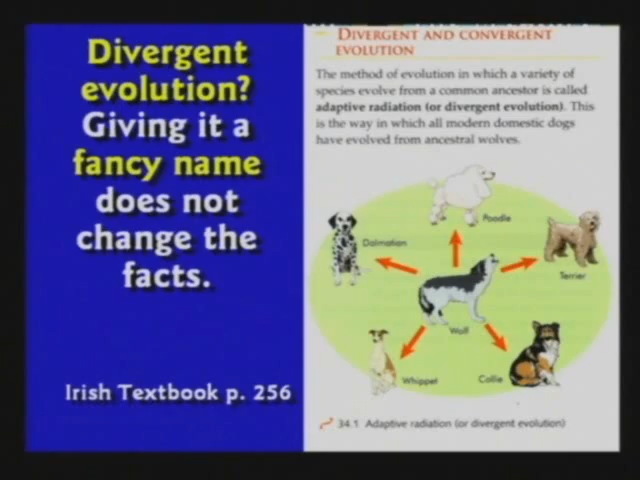 Divergent
evolution?
Giving it a
fancy name
does not
change the
facts.
Irish Textbook p. 256
DIVERGENT AND CONVERGENT
EVOLUTION
The method of evolution in which a variety of
species evolve from a common ancestor is called
adaptive radiation (or divergent evolution). This
is the way in which all modern domestic dogs
have evolved from ancestral wolves.
Poodle
Dalmation
Terrier
Wolf
Whippet
Collie
34.1 Adaptive radiation (or divergent evolution)